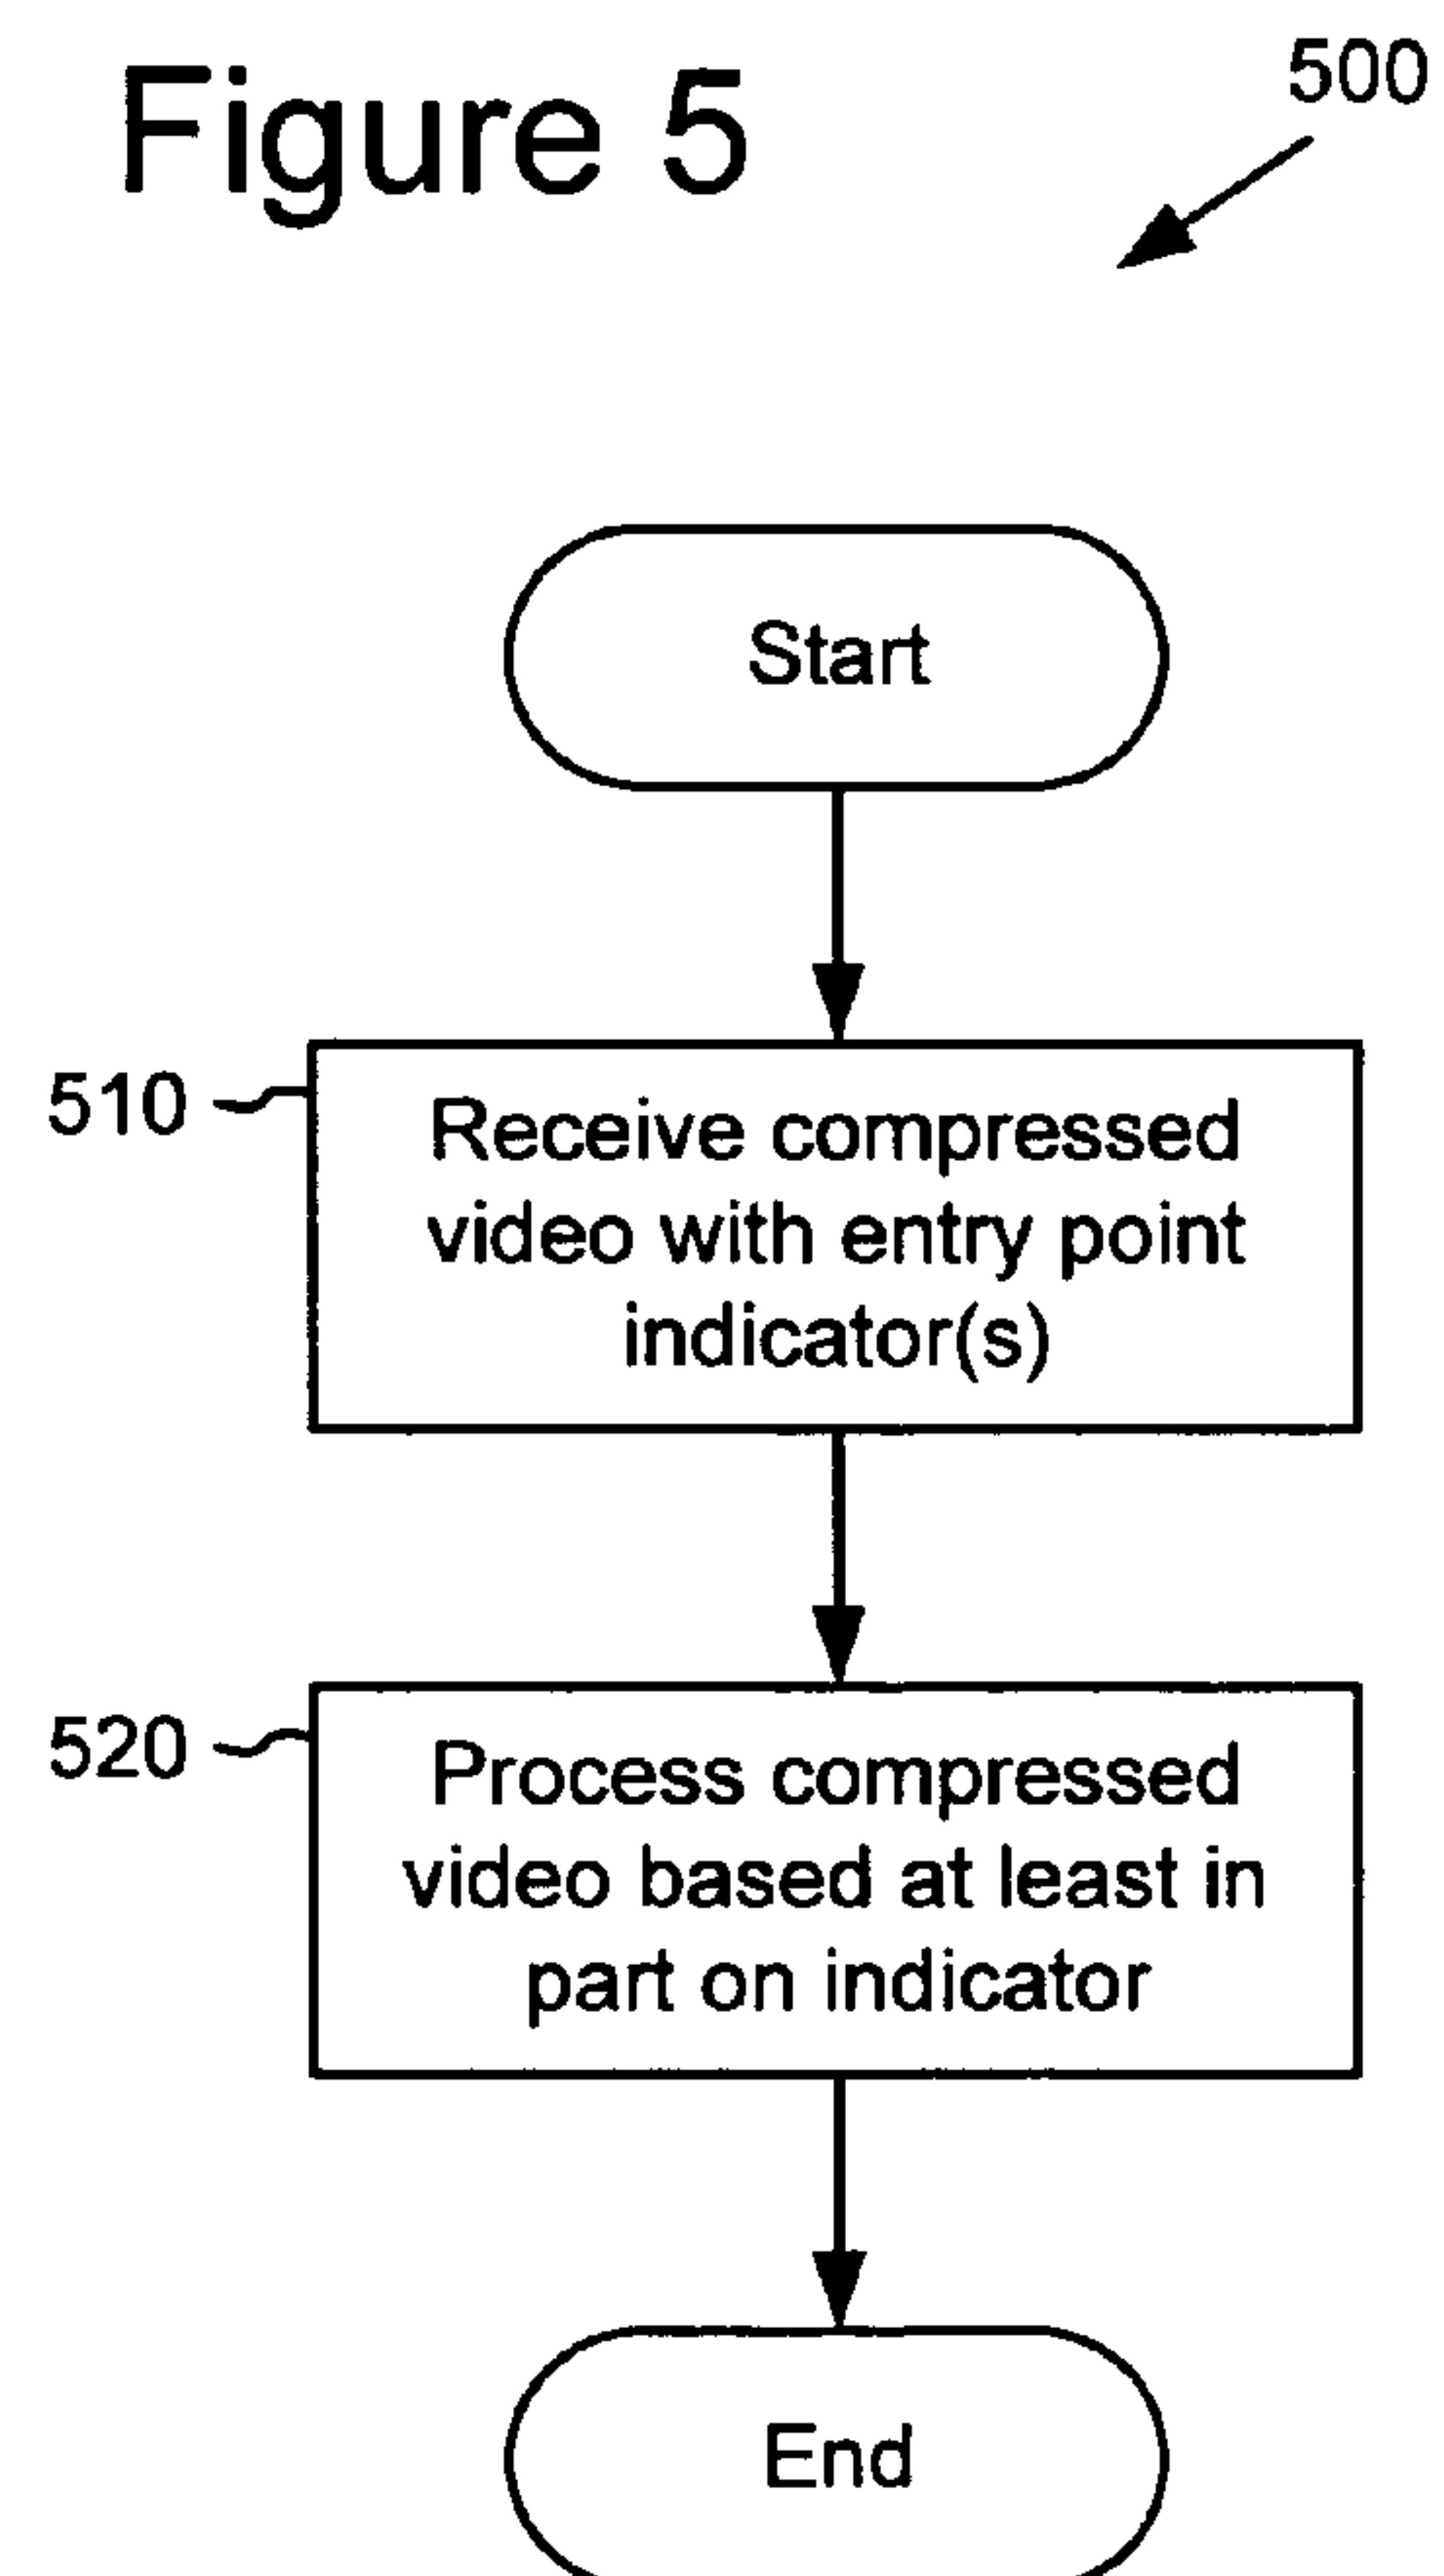 Figure 5
500
Start
510
Receive compressed
video with entry point
indicator(s)
520
Process compressed
video based at least in
part on indicator
End